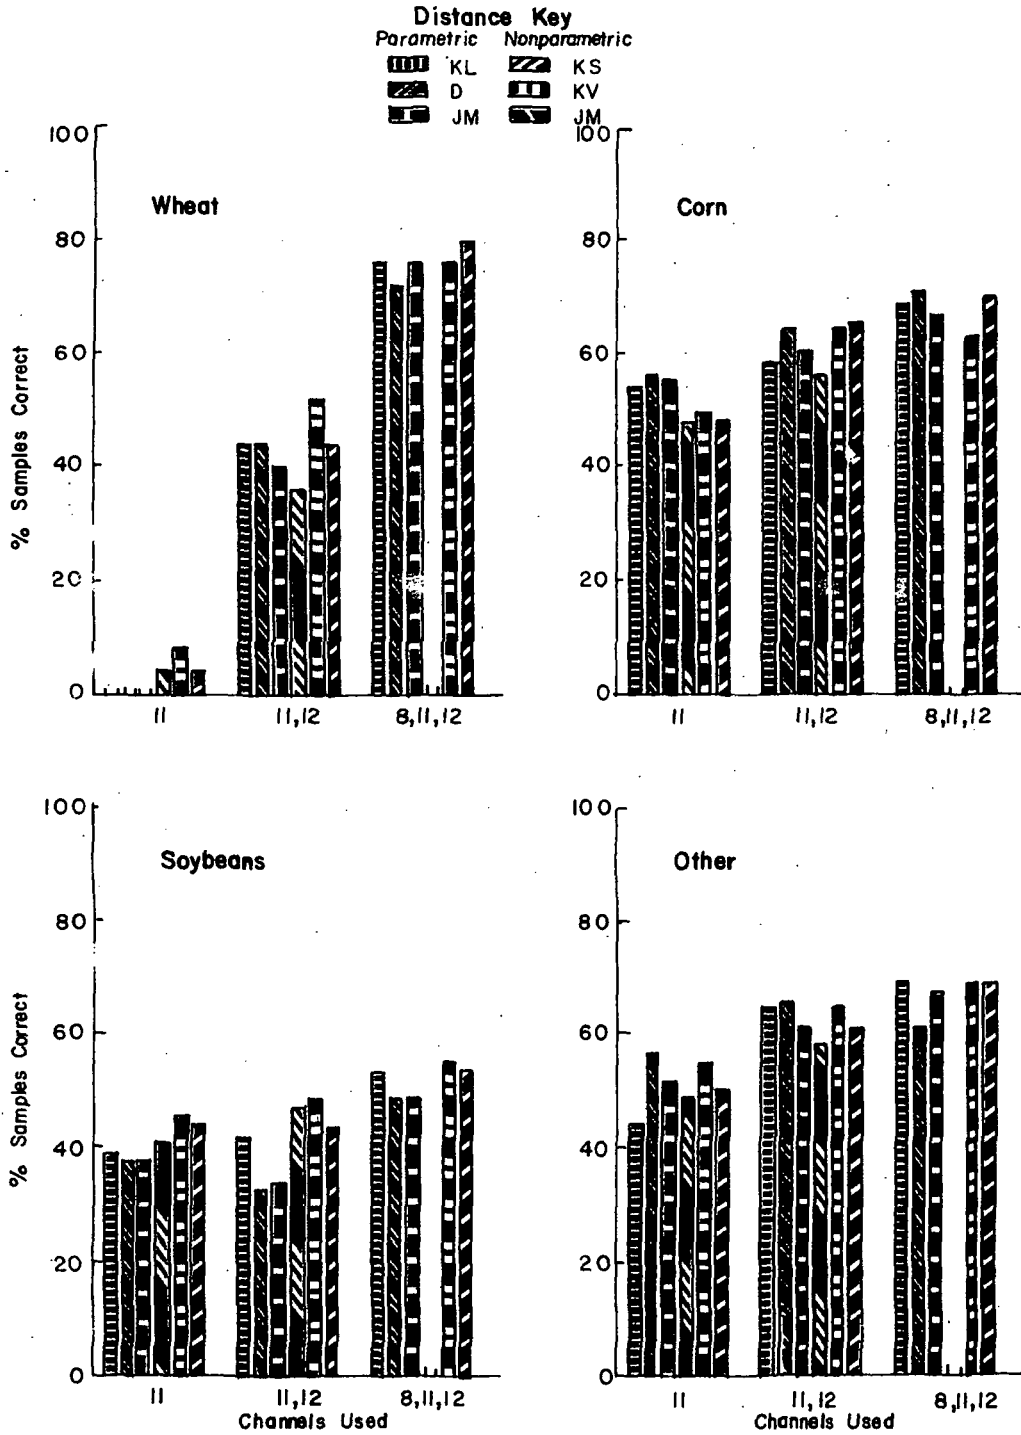 Distance Key
Parametric Nonparametric
KL KS
D KV
JM JM
100
80
60
40
20
0
% Samples Correct
Wheat
11 11,12 8,11,12
100
80
60
40
20
0
Corn
11 11,12 8,11,12
100
80
60
40
20
0
% Samples Correct
Soybeans
11 11,12 8,11,12
Channels Used
100
80
60
40
20
0
Other
11 11,12 8,11,12
Channels Used